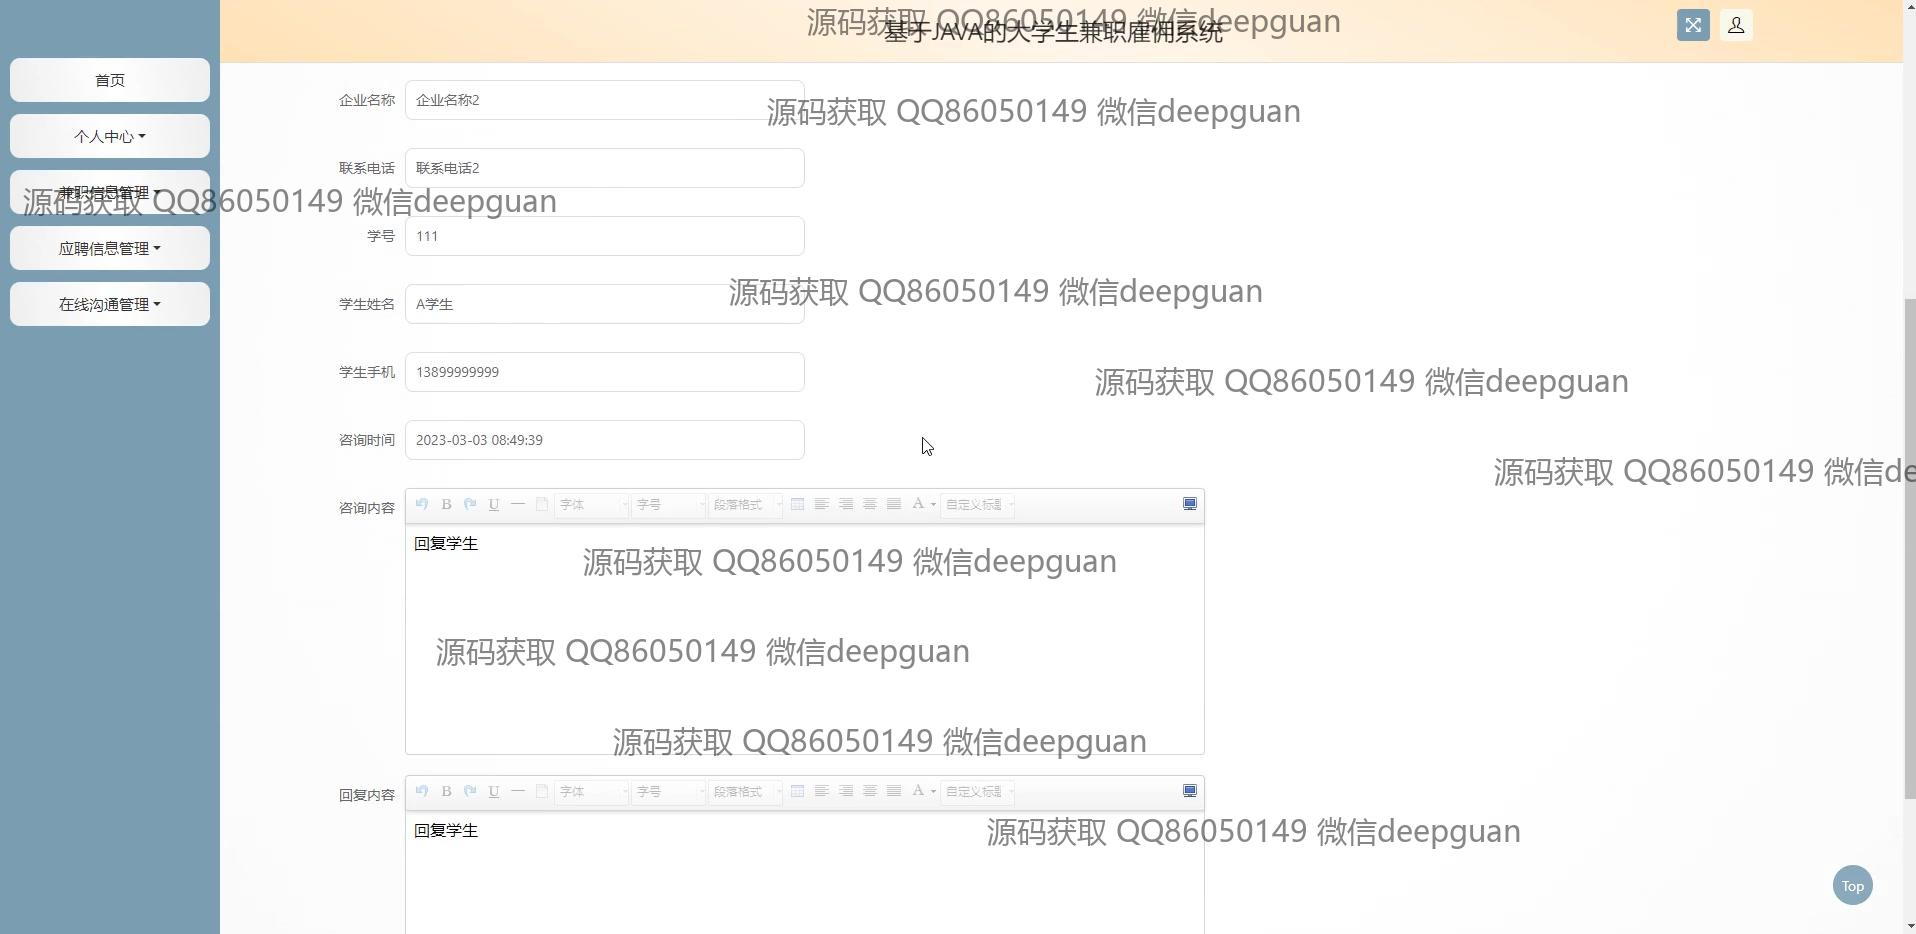 源码获取 QQ86050149 微信deepguan
基于JAVA的大学生兼职雇佣系统
首页
个人中心
兼职信息管理
应聘信息管理
在线沟通管理
企业名称 企业名称2
源码获取 QQ86050149 微信deepguan
联系电话 联系电话2
源码获取 QQ86050149 微信deepguan
学号 111
学生姓名 A学生
源码获取 QQ86050149 微信deepguan
学生手机 13899999999
源码获取 QQ86050149 微信deepguan
咨询时间 2023-03-03 08:49:39
源码获取 QQ86050149 微信de
咨询内容 B U 字体 字号 段落格式 A 自定义标题
回复学生
源码获取 QQ86050149 微信deepguan
源码获取 QQ86050149 微信deepguan
源码获取 QQ86050149 微信deepguan
回复内容 B U 字体 字号 段落格式 A 自定义标题
回复学生
源码获取 QQ86050149 微信deepguan
Top